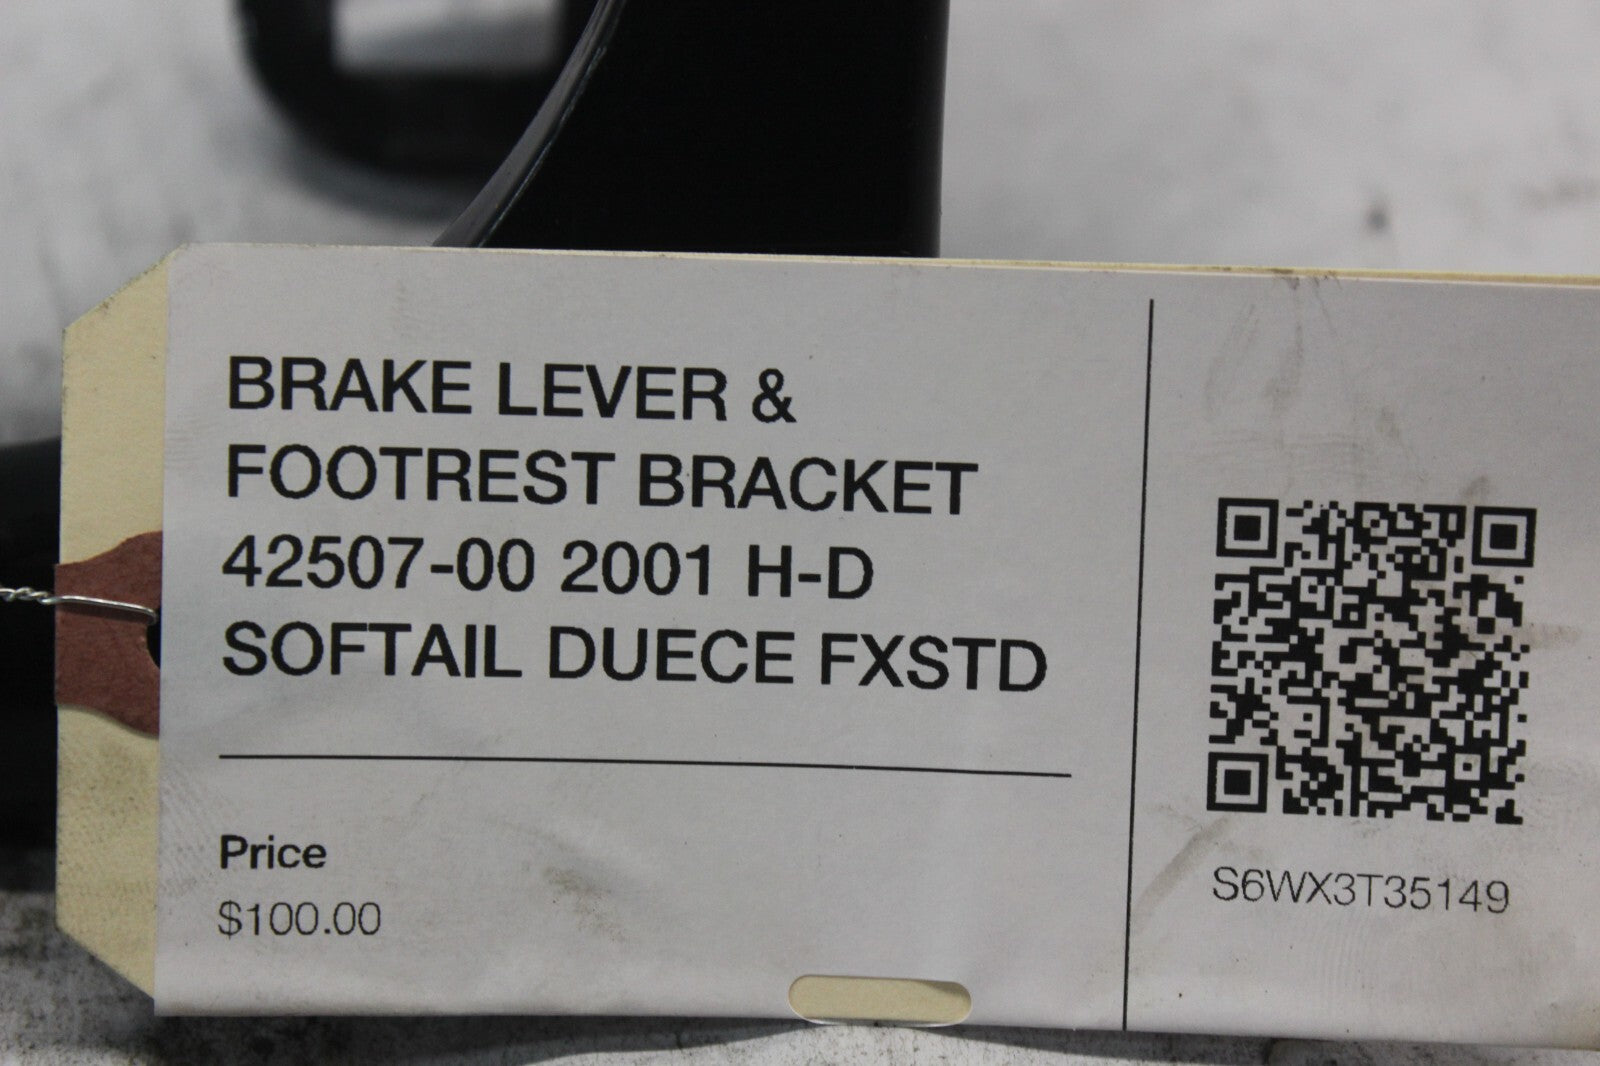 BRAKE LEVER &
FOOTREST BRACKET
42507-00 2001 H-D
SOFTAIL DUECE FXSTD
Price
$100.00
S6WX3T35149